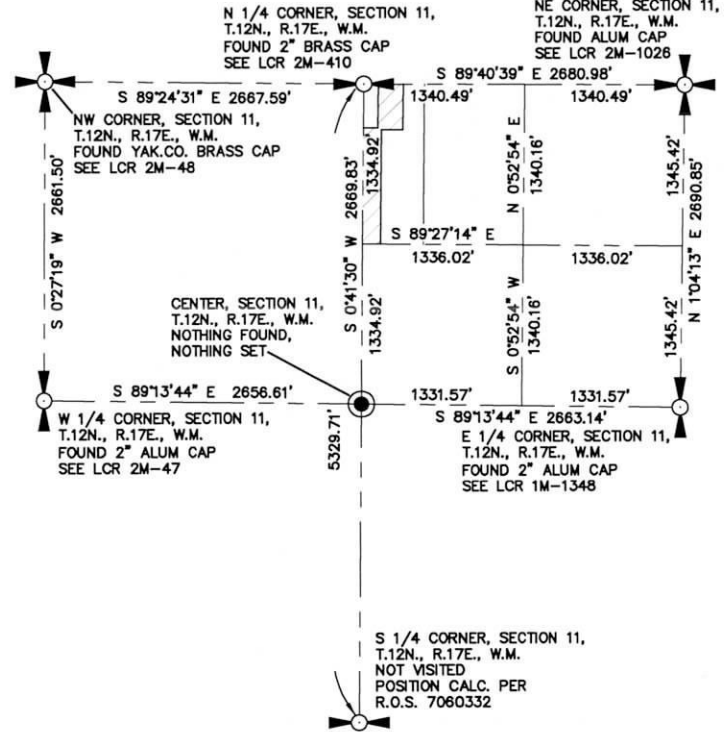 N 1/4 CORNER, SECTION 11,
T.12N., R.17E., W.M.
FOUND 2" BRASS CAP
SEE LCR 2M-410
NE CORNER, SECTION 11,
T.12N., R.17E., W.M.
FOUND ALUM CAP
SEE LCR 2M-1026
S 89°24'31" E 2667.59'
S 89°40'39" E 2680.98'
1340.49'
1340.49'
NW CORNER, SECTION 11,
T.12N., R.17E., W.M.
FOUND YAK.CO. BRASS CAP
SEE LCR 2M-48
S 0°27'19" W 2661.50'
S 0°41'30" W 2669.83'
1334.92'
1334.92'
N 0°52'54" E
1340.16'
1345.42'
N 1°04'13" E 2690.85'
S 89°27'14" E
1336.02'
1336.02'
S 0°52'54" W
1340.16'
1345.42'
CENTER, SECTION 11,
T.12N., R.17E., W.M.
NOTHING FOUND,
NOTHING SET
S 89°13'44" E 2656.61'
1331.57'
1331.57'
S 89°13'44" E 2663.14'
W 1/4 CORNER, SECTION 11,
T.12N., R.17E., W.M.
FOUND 2" ALUM CAP
SEE LCR 2M-47
5329.71'
E 1/4 CORNER, SECTION 11,
T.12N., R.17E., W.M.
FOUND 2" ALUM CAP
SEE LCR 1M-1348
S 1/4 CORNER, SECTION 11,
T.12N., R.17E., W.M.
NOT VISITED
POSITION CALC. PER
R.O.S. 7060332